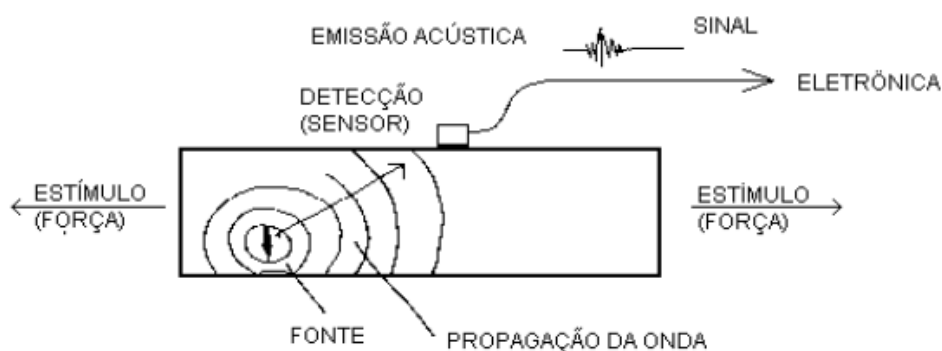 EMISSÃO ACÚSTICA
SINAL
ELETRÔNICA
DETECÇÃO
(SENSOR)
ESTÍMULO
(FORÇA)
ESTÍMULO
(FORÇA)
FONTE
PROPAGAÇÃO DA ONDA